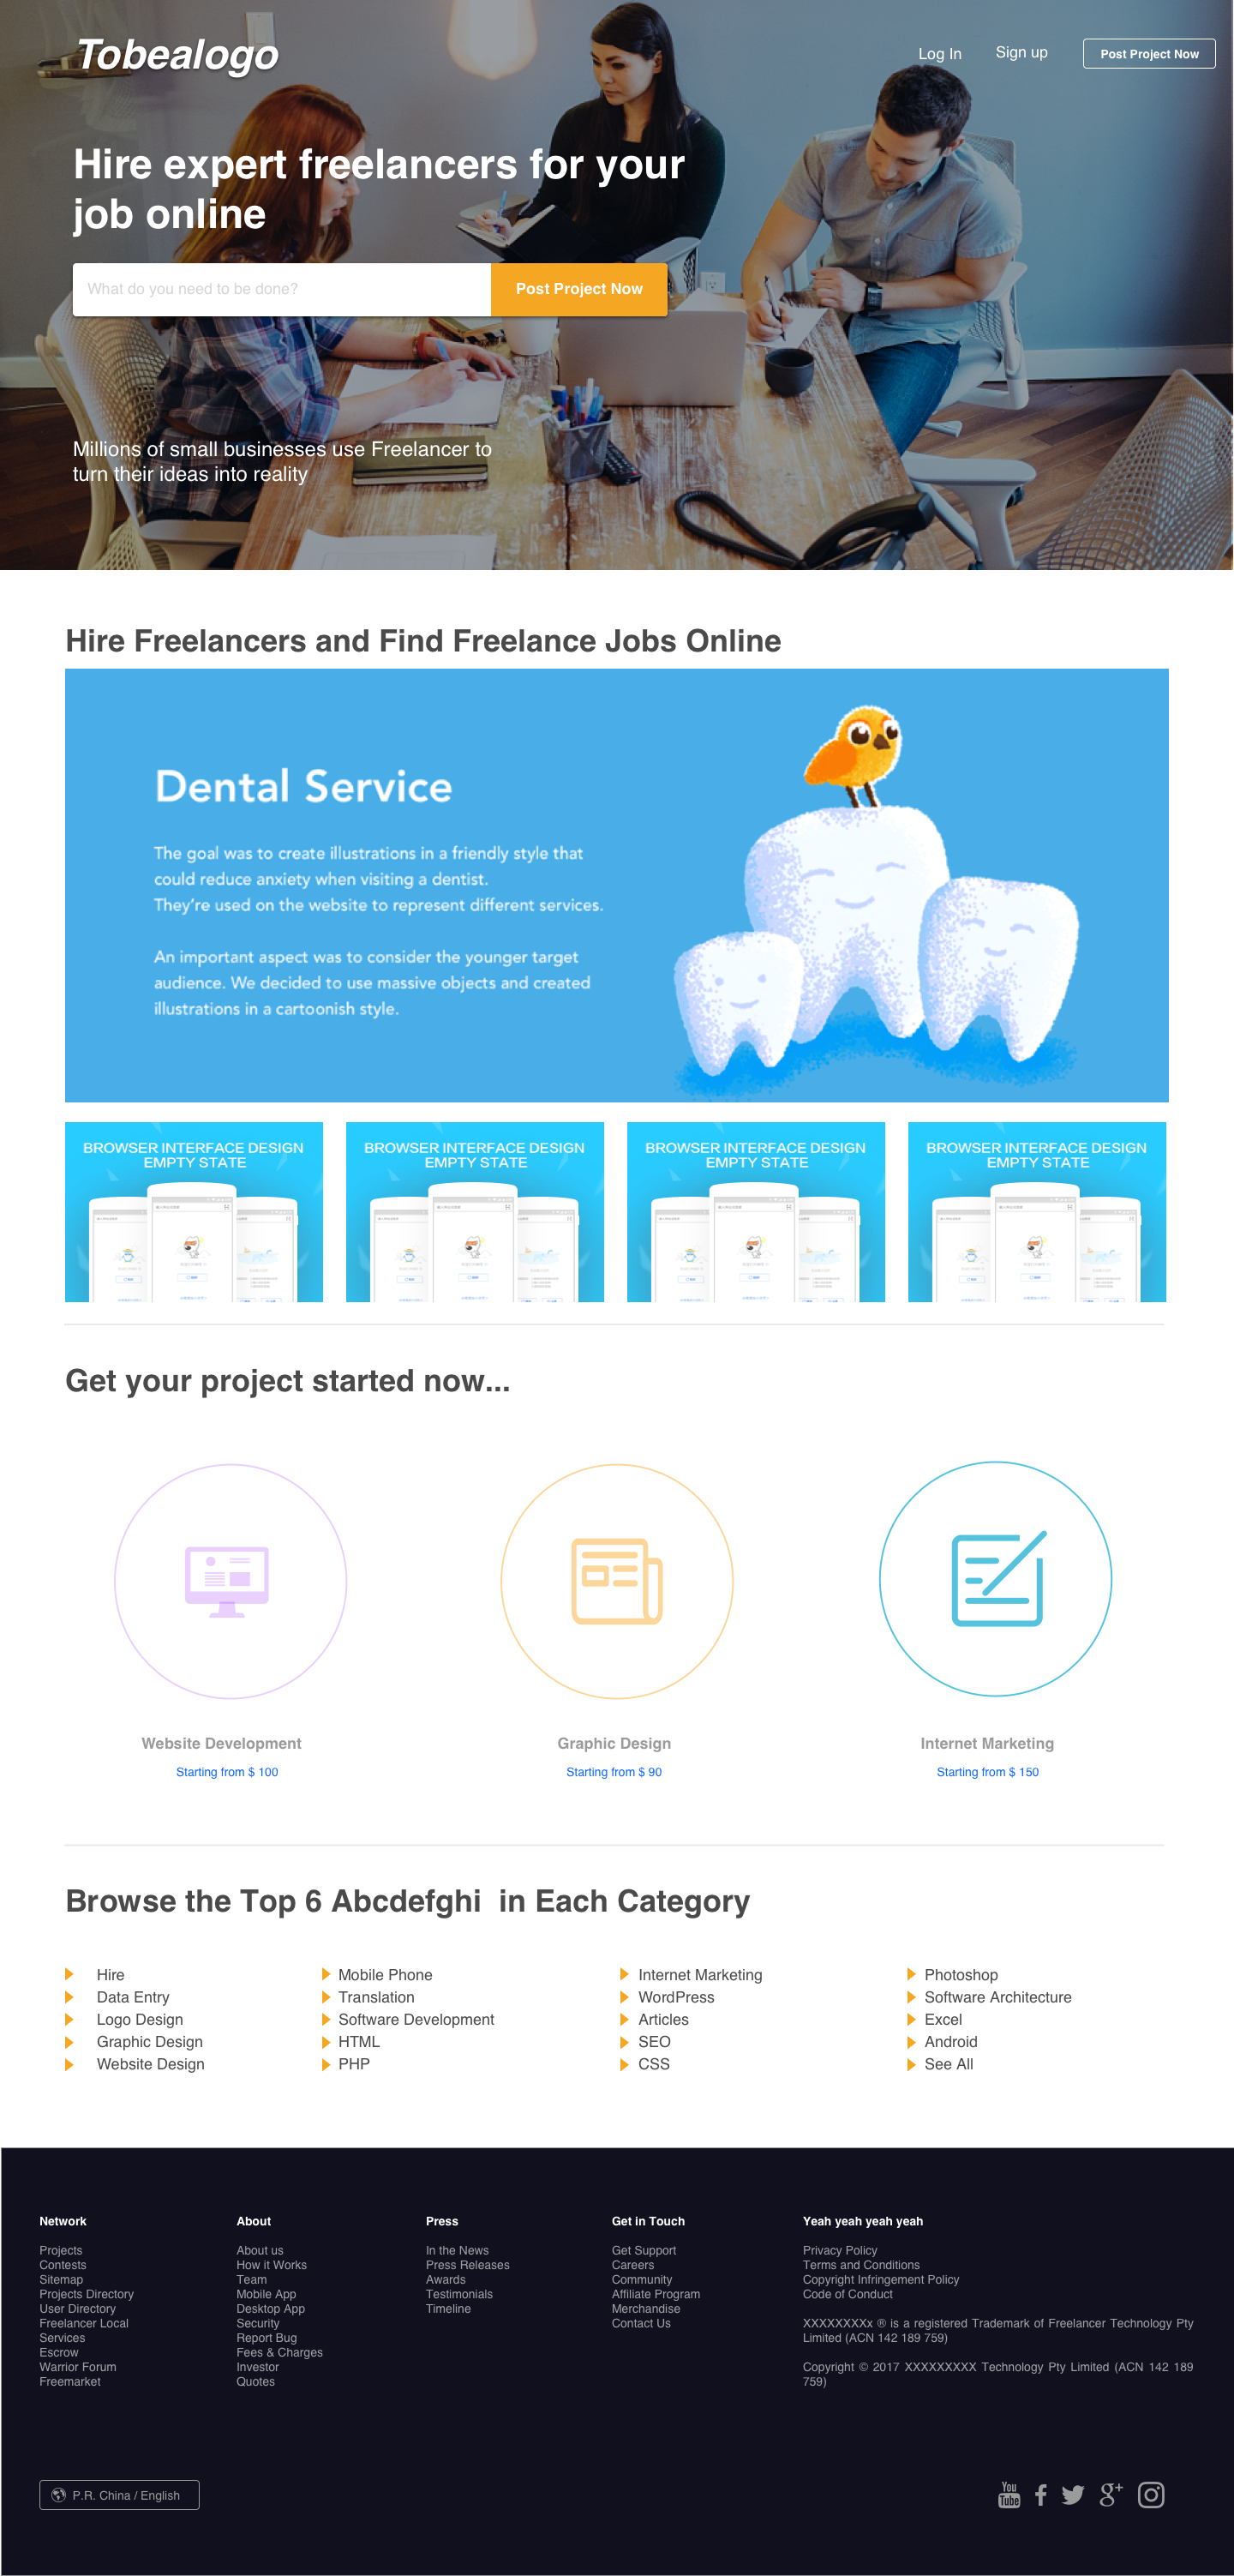 Tobealogo
Log In
Sign up
Post Project Now
Hire expert freelancers for your
job online
What do you need to be done?
Post Project Now
Millions of small businesses use Freelancer to
turn their ideas into reality
Hire Freelancers and Find Freelance Jobs Online
Dental Service
The goal was to create illustrations in a friendly style that
could reduce anxiety when visiting a dentist.
They're used on the website to represent different services.
An important aspect was to consider the younger target
audience. We decided to use massive objects and created
illustrations in a cartoonish style.
BROWSER INTERFACE DESIGN
EMPTY STATE
BROWSER INTERFACE DESIGN
EMPTY STATE
BROWSER INTERFACE DESIGN
EMPTY STATE
BROWSER INTERFACE DESIGN
EMPTY STATE
Get your project started now...
Website Development
Starting from $ 100
Graphic Design
Starting from $ 90
Internet Marketing
Starting from $ 150
Browse the Top 6 Abcdefghi  in Each Category
Hire
Data Entry
Logo Design
Graphic Design
Website Design
Mobile Phone
Translation
Software Development
HTML
PHP
Internet Marketing
WordPress
Articles
SEO
CSS
Photoshop
Software Architecture
Excel
Android
See All
Network
Projects
Contests
Sitemap
Projects Directory
User Directory
Freelancer Local
Services
Escrow
Warrior Forum
Freemarket
About
About us
How it Works
Team
Mobile App
Desktop App
Security
Report Bug
Fees & Charges
Investor
Quotes
Press
In the News
Press Releases
Awards
Testimonials
Timeline
Get in Touch
Get Support
Careers
Community
Affiliate Program
Merchandise
Contact Us
Yeah yeah yeah yeah
Privacy Policy
Terms and Conditions
Copyright Infringement Policy
Code of Conduct
XXXXXXXXx ® is a registered Trademark of Freelancer Technology Pty
Limited (ACN 142 189 759)
Copyright © 2017 XXXXXXXXX Technology Pty Limited (ACN 142 189
759)
P.R. China / English
You
Tube